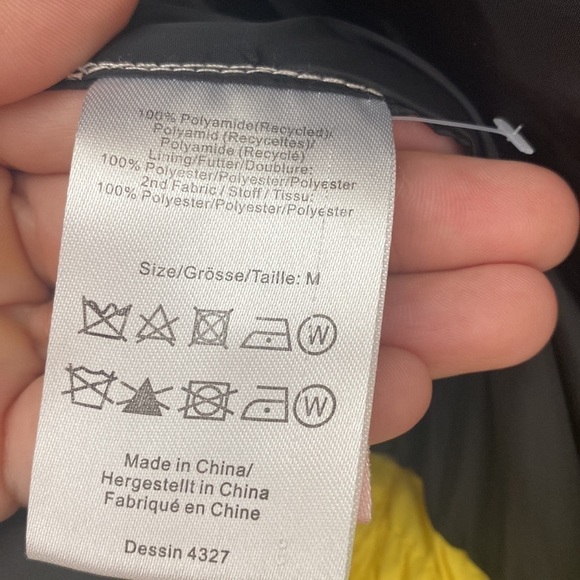 100% Polyamide(Recycled)/
Polyamid (Recyceltes)/
Polyamide (Recyclé)
Lining/Futter/Doublure:
100% Polyester/Polyester/Polyester
2nd Fabric / Stoff / Tissu:
100% Polyester/Polyester/Polyester
Size/Grösse/Taille: M
W
W
Made in China/
Hergestellt in China
Fabriqué en Chine
Dessin 4327